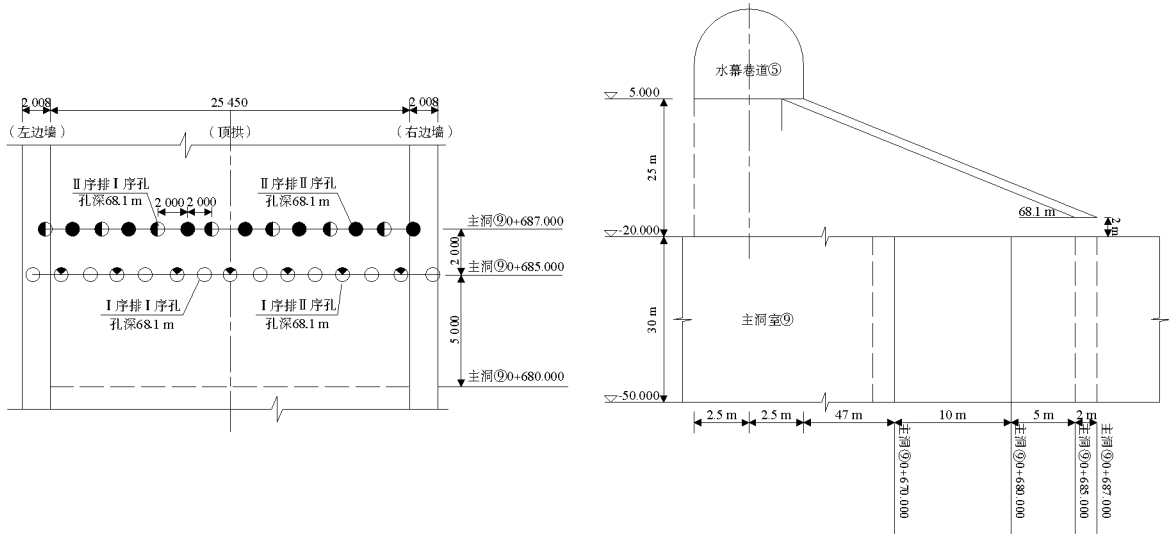 2 008
25 450
2 008
（左边墙）
（顶拱）
（右边墙）
Ⅱ序排Ⅰ序孔
孔深68.1 m
2 000
2 000
Ⅱ序排Ⅱ序孔
孔深68.1 m
主洞⑨0+687.000
2 000
主洞⑨0+685.000
Ⅰ序排Ⅰ序孔
孔深68.1 m
Ⅰ序排Ⅱ序孔
孔深68.1 m
5 000
主洞⑨0+680.000
水幕巷道⑤
5.000
25 m
68.1 m
2 m
-20.000
30 m
主洞室⑨
-50.000
2.5 m
2.5 m
47 m
10 m
5 m
2 m
主洞⑨0+670.000
主洞⑨0+680.000
主洞⑨0+685.000
主洞⑨0+687.000